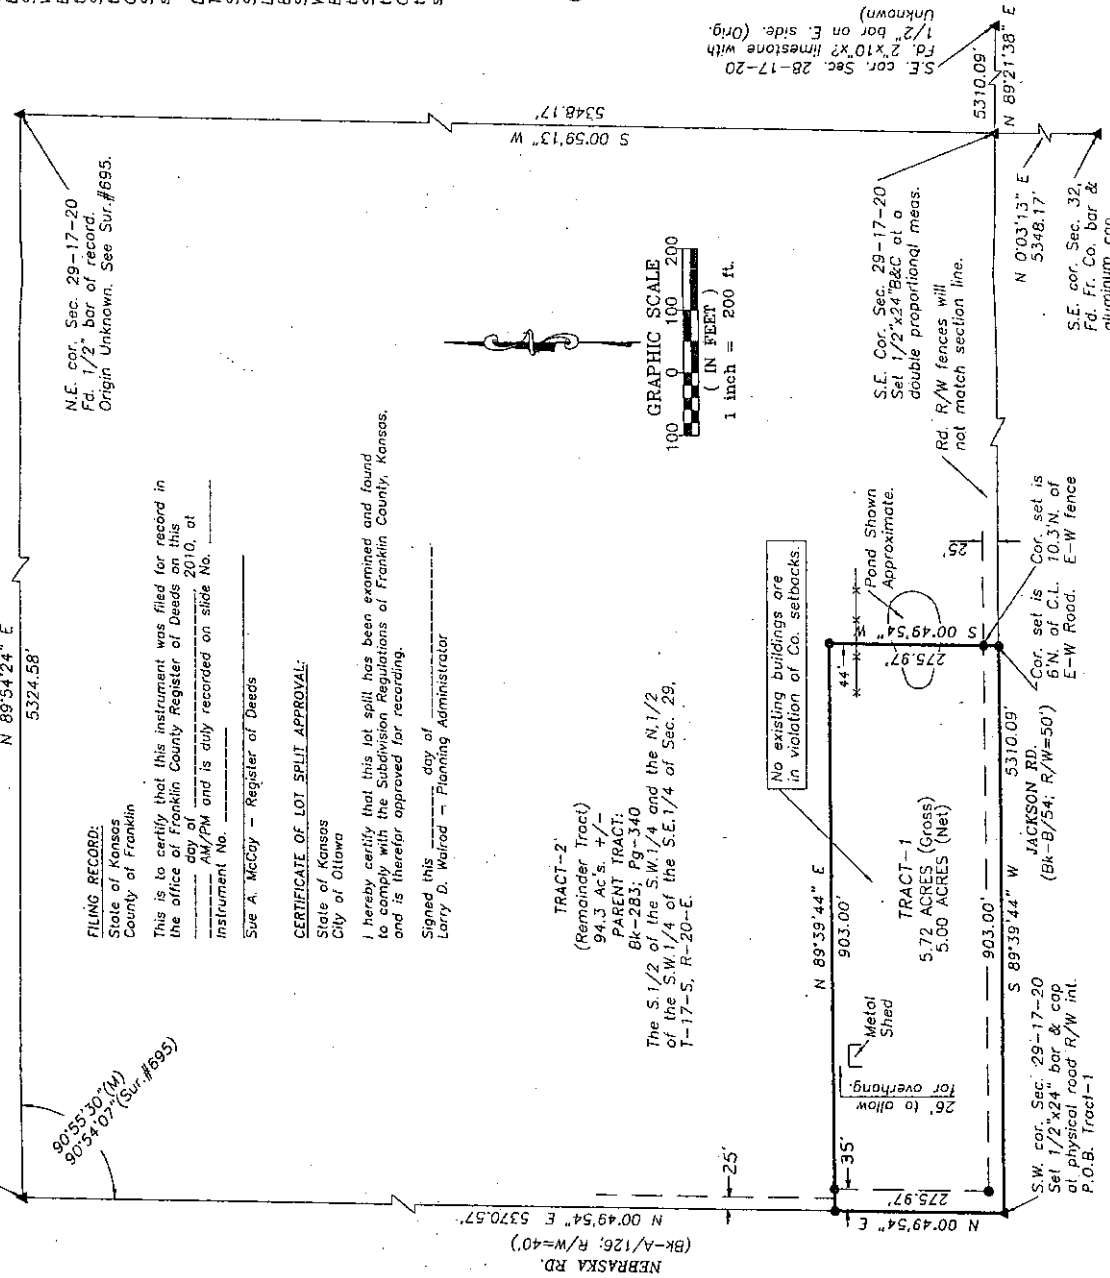 N 89°54'24" E
5324.58'
90°55'30"(M)
90°54'07"(Sur.#695)
N.E. cor. Sec. 29-17-20
Fd. 1/2" bar of record.
Origin Unknown. See Sur.#695.
S 00°59'13" W
5348.17'
S.E. cor. Sec. 28-17-20
Fd. 2"x10"x? limestone with
1/2" bar on E. side. (Orig.
Unknown)
FILING RECORD:
State of Kansas
County of Franklin
This is to certify that this instrument was filed for record in
the office of Franklin County Register of Deeds on this
________ day of ____________, 2010, at
________ AM/PM and is duly recorded on slide No. ________
Instrument No. ________
Sue A. McCoy - Register of Deeds
CERTIFICATE OF LOT SPLIT APPROVAL:
State of Kansas
City of Ottawa
I hereby certify that this lot split has been examined and found
to comply with the Subdivision Regulations of Franklin County, Kansas,
and is therefor approved for recording.
Signed this ________ day of ____________
Larry D. Walrod - Planning Administrator
GRAPHIC SCALE
100 0 100 200
( IN FEET )
1 inch = 200 ft.
TRACT-2
(Remainder Tract)
94.3 Ac's. +/-
PARENT TRACT:
Bk-283; Pg-340
The S.1/2 of the S.W.1/4 and the N.1/2
of the S.W.1/4 of the S.E.1/4 of Sec. 29,
T-17-S, R-20-E.
No existing buildings are
in violation of Co. setbacks.
Pond Shown
Approximate.
S.E. Cor. Sec. 29-17-20
Set 1/2"x24"B&C at a
double proportional meas.
Rd. R/W fences will
not match section line.
5310.09'
N 89°21'38" E
N 0°03'13" E
5348.17'
S.E. cor. Sec. 32,
Fd. Fr. Co. bar &
aluminum cap
N 89°39'44" E
903.00'
44'
S 00°49'54" W
275.97'
25'
TRACT-1
5.72 ACRES (Gross)
5.00 ACRES (Net)
Metal
Shed
26' to allow
for overhang.
35'
25'
275.97'
N 00°49'54" E
N 00°49'54" E 5370.57'
(Bk-A/126; R/W=40')
NEBRASKA RD.
903.00'
5310.09'
S 89°39'44" W
JACKSON RD.
(Bk-B/54; R/W=50')
Cor. set is
6'N. of C.L.
E-W Road.
Cor. set is
10.3'N. of
E-W fence
S.W. cor. Sec. 29-17-20
Set 1/2"x24" bar & cap
at physical road R/W int.
P.O.B. Tract-1